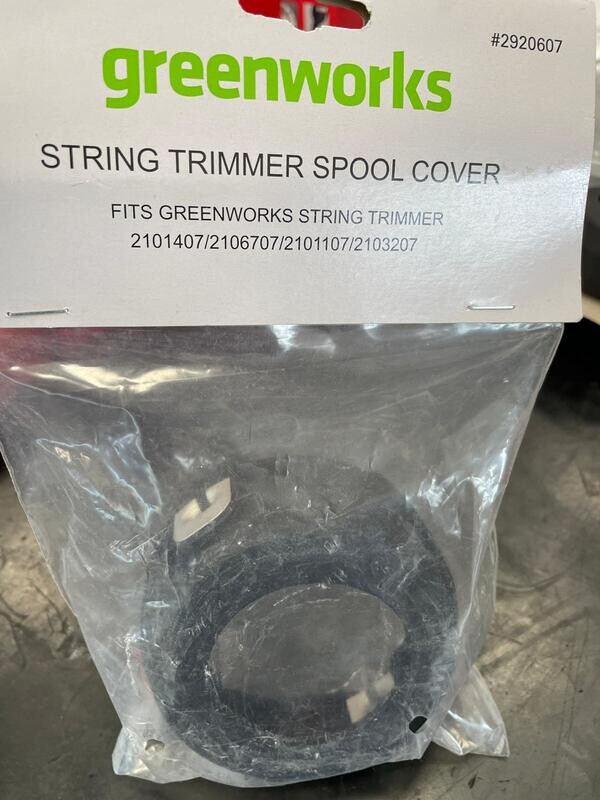 #2920607
greenworks
STRING TRIMMER SPOOL COVER
FITS GREENWORKS STRING TRIMMER
2101407/2106707/2101107/2103207